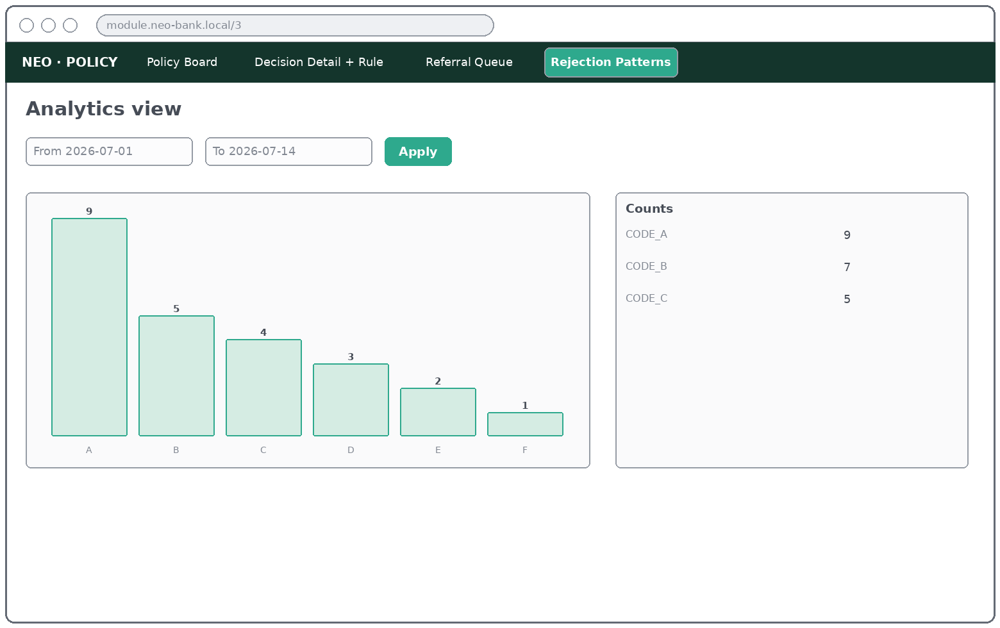 module.neo-bank.local/3
NEO · POLICY Policy Board Decision Detail + Rule Referral Queue Rejection Patterns
Analytics view
From 2026-07-01 To 2026-07-14 Apply
9
5
4
3
2
1
A B C D E F
Counts
CODE_A 9
CODE_B 7
CODE_C 5